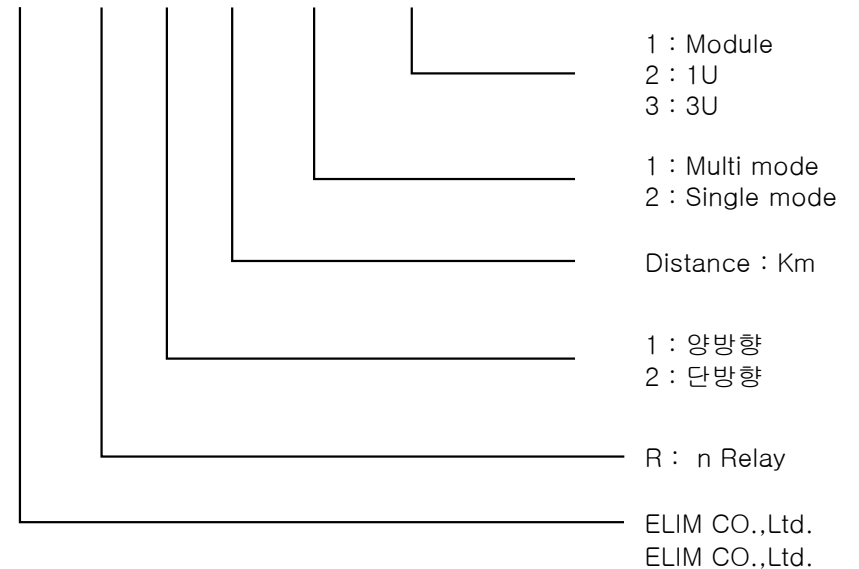 1 : Module
2 : 1U
3 : 3U
1 : Multi mode
2 : Single mode
Distance : Km
1 : 양방향
2 : 단방향
R : n Relay
ELIM CO.,Ltd.
ELIM CO.,Ltd.